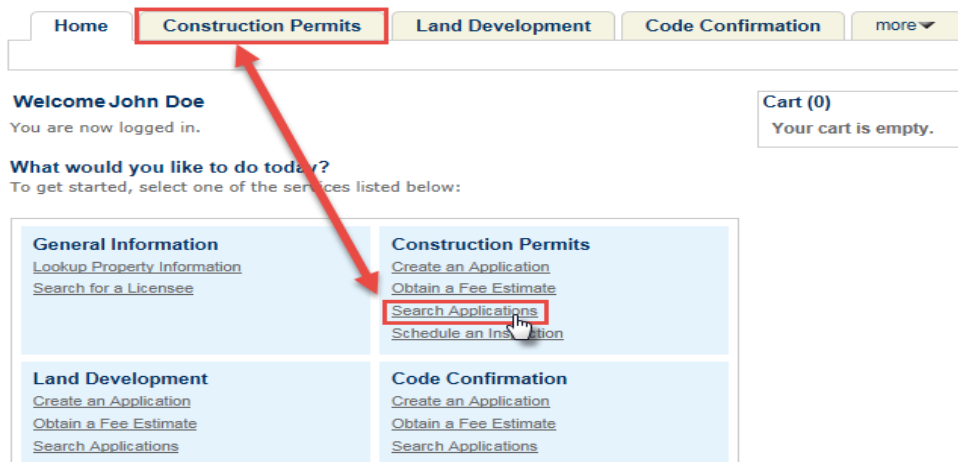 Home Construction Permits Land Development Code Confirmation more
Welcome John Doe
You are now logged in.
Cart (0)
Your cart is empty.
What would you like to do today?
To get started, select one of the services listed below:
General Information
Lookup Property Information
Search for a Licensee
Construction Permits
Create an Application
Obtain a Fee Estimate
Search Applications
Schedule an Inspection
Land Development
Create an Application
Obtain a Fee Estimate
Search Applications
Code Confirmation
Create an Application
Obtain a Fee Estimate
Search Applications